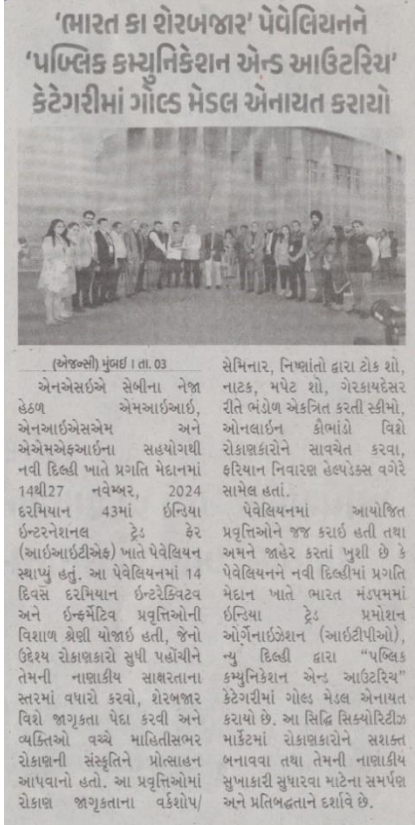 ‘ભારત કા શેરબજાર’ પેવેલિયનને
‘પબ્લિક કમ્યુનિકેશન એન્ડ આઉટરિચ’
કેટેગરીમાં ગોલ્ડ મેડલ એનાયત કરાયો
(એજન્સી) મુંબઈ । તા. 03
એનએસઇએ સેબીના નેજા
હેઠળ એમઆઇઆઇ,
એનઆઇએસએમ અને
એએમએફઆઇના સહયોગથી
નવી દિલ્હી ખાતે પ્રગતિ મેદાનમાં
14થી27 નવેમ્બર, 2024
દરમિયાન 43માં ઇન્ડિયા
ઇન્ટરનેશનલ ટ્રેડ ફેર
(આઇઆઇટીએફ) ખાતે પેવેલિયન
સ્થાપ્યું હતું. આ પેવેલિયનમાં 14
દિવસે દરમિયાન ઇન્ટરેક્ટિવટ
અને ઇન્ફર્મેટિવ પ્રવૃત્તિઓની
વિશાળ શ્રેણી યોજાઇ હતી, જેનો
ઉદ્દેશ્ય રોકાણકારો સુધી પહોંચીને
તેમની નાણાકીય સાક્ષરતાના
સ્તરમાં વધારો કરવો, શેરબજાર
વિશે જાગૃકતા પેદા કરવી અને
વ્યક્તિઓ વચ્ચે માહિતીસભર
રોકાણની સંસ્કૃતિને પ્રોત્સાહન
આપવાનો હતો. આ પ્રવૃત્તિઓમાં
રોકાણ જાગૃકતાના વર્કશોપ/
સેમિનાર, નિષ્ણાંતો દ્વારા ટોક શો,
નાટક, મપેટ શો, ગેરકાયદેસર
રીતે ભંડોળ એકત્રિત કરતી સ્કીમો,
ઓનલાઇન કૌભાંડો વિશે
રોકાણકારોને સાવચેત કરવા,
ફરિયાન નિવારણ હેલ્પડેક્સ વગેરે
સામેલ હતાં.
પેવેલિયનમાં આયોજિત
પ્રવૃત્તિઓને જજ કરાઇ હતી તથા
અમને જાહેર કરતાં ખુશી છે કે
પેવેલિયનને નવી દિલ્હીમાં પ્રગતિ
મેદાન ખાતે ભારત મંડપમમાં
ઇન્ડિયા ટ્રેડ પ્રમોશન
ઓર્ગેનાઇઝેશન (આઇટીપીઓ),
ન્યુ દિલ્હી દ્વારા “પબ્લિક
કમ્યુનિકેશન એન્ડ આઉટરિચ”
કેટેગરીમાં ગોલ્ડ મેડલ એનાયત
કરાયો છે. આ સિદ્ધિ સિક્યોરિટીઝ
માર્કેટમાં રોકાણકારોને સશક્ત
બનાવવા તથા તેમની નાણાકીય
સુખાકારી સુધારવા માટેના સમર્પણ
અને પ્રતિબદ્ધતાને દર્શાવે છે.